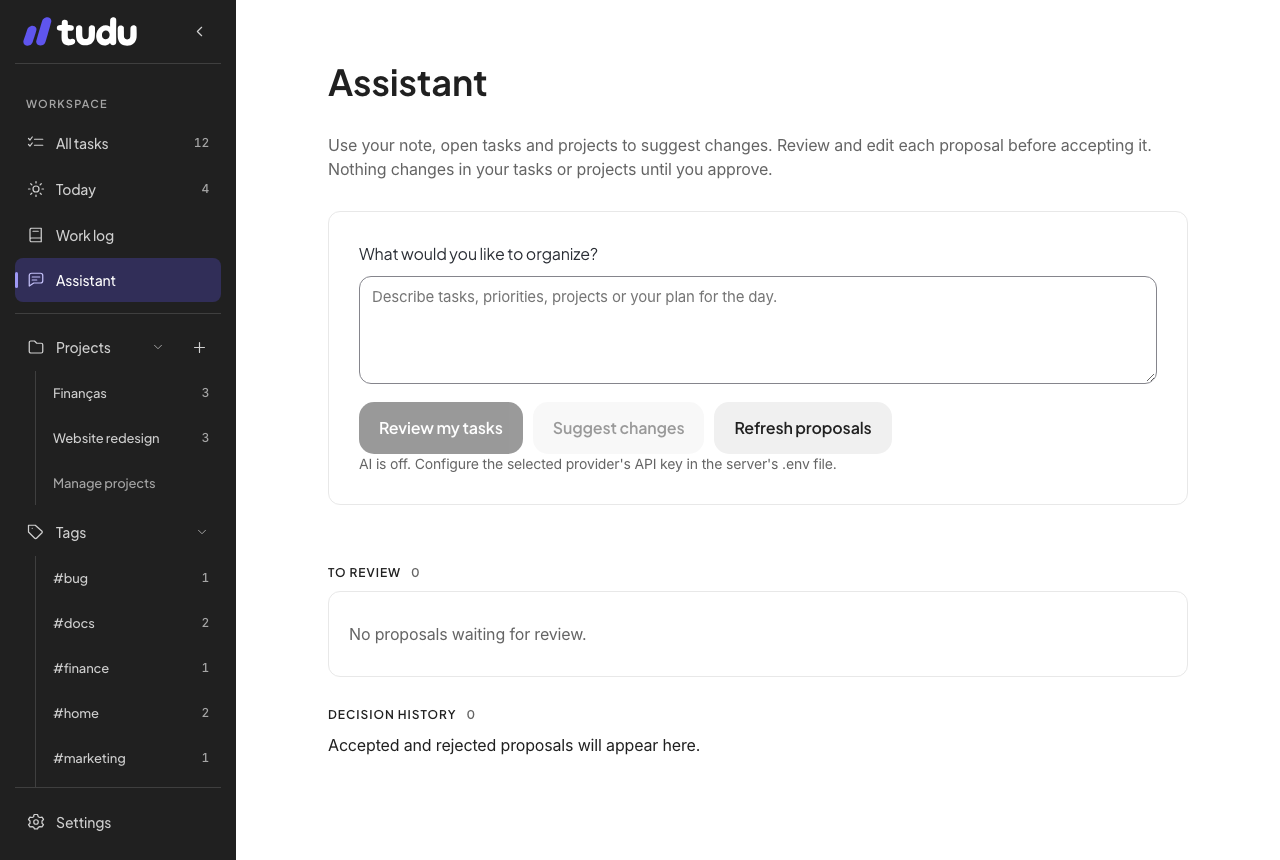 tudu
WORKSPACE
All tasks 12
Today 4
Work log
Assistant
Projects
Finanças 3
Website redesign 3
Manage projects
Tags
#bug 1
#docs 2
#finance 1
#home 2
#marketing 1
Settings
Assistant
Use your note, open tasks and projects to suggest changes. Review and edit each proposal before accepting it.
Nothing changes in your tasks or projects until you approve.
What would you like to organize?
Describe tasks, priorities, projects or your plan for the day.
Review my tasks Suggest changes Refresh proposals
AI is off. Configure the selected provider's API key in the server's .env file.
TO REVIEW 0
No proposals waiting for review.
DECISION HISTORY 0
Accepted and rejected proposals will appear here.